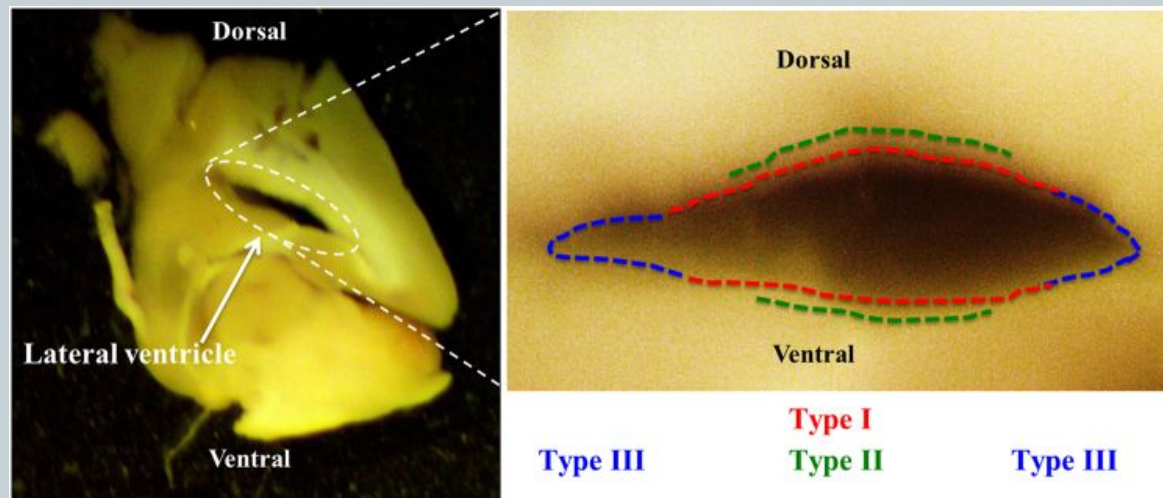 Dorsal
Lateral ventricle
Ventral
Dorsal
Ventral
Type I
Type III Type II Type III